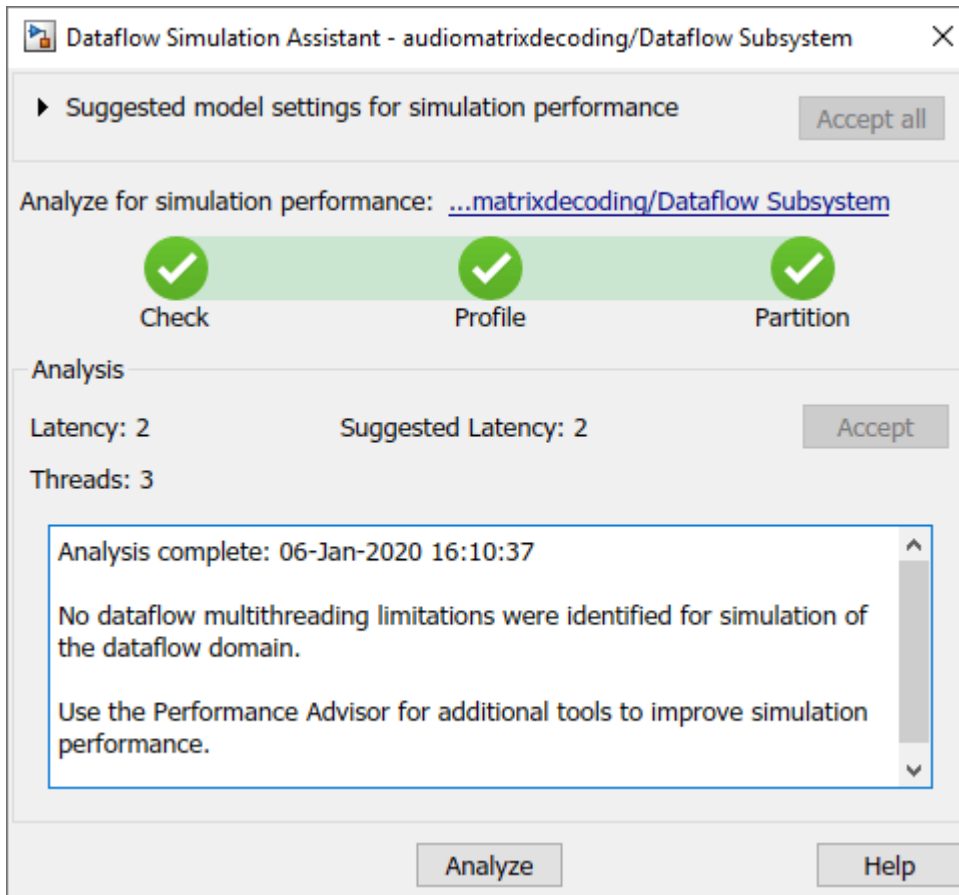 Dataflow Simulation Assistant - audiomatrixdecoding/Dataflow Subsystem
Suggested model settings for simulation performance
Accept all
Analyze for simulation performance: ...matrixdecoding/Dataflow Subsystem
Check Profile Partition
Analysis
Latency: 2 Suggested Latency: 2 Accept
Threads: 3
Analysis complete: 06-Jan-2020 16:10:37
No dataflow multithreading limitations were identified for simulation of
the dataflow domain.
Use the Performance Advisor for additional tools to improve simulation
performance.
Analyze Help